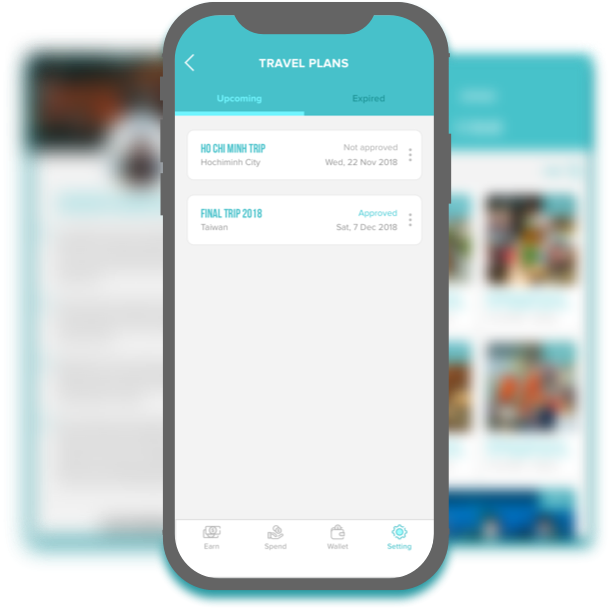 TRAVEL PLANS
Upcoming Expired
HO CHI MINH TRIP Not approved
Hochiminh City Wed, 22 Nov 2018
FINAL TRIP 2018 Approved
Taiwan Sat, 7 Dec 2018
Earn Spend Wallet Setting